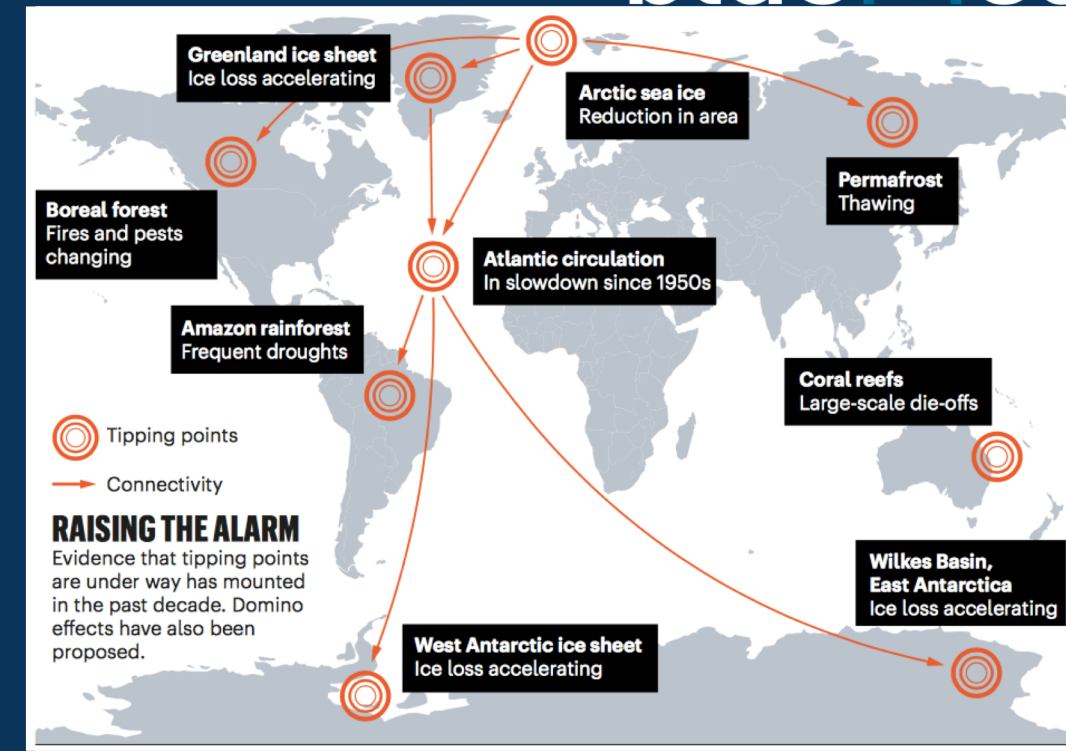 Greenland ice sheet
Ice loss accelerating
Arctic sea ice
Reduction in area
Permafrost
Thawing
Boreal forest
Fires and pests
changing
Atlantic circulation
In slowdown since 1950s
Amazon rainforest
Frequent droughts
Coral reefs
Large-scale die-offs
Tipping points
Connectivity
RAISING THE ALARM
Evidence that tipping points
are under way has mounted
in the past decade. Domino
effects have also been
proposed.
Wilkes Basin,
East Antarctica
Ice loss accelerating
West Antarctic ice sheet
Ice loss accelerating